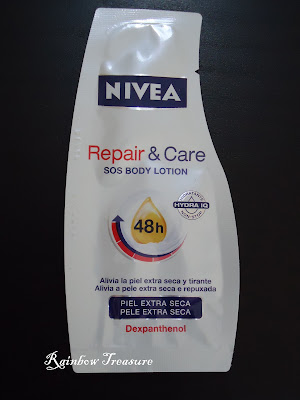 NIVEA
Repair & Care
SOS BODY LOTION
HYDRA IQ
48h
Alivia la piel extra seca y tirante
Alivia a pele extra seca e repuxada
PIEL EXTRA SECA
PELE EXTRA SECA
Dexpanthenol
Rainbow Treasure